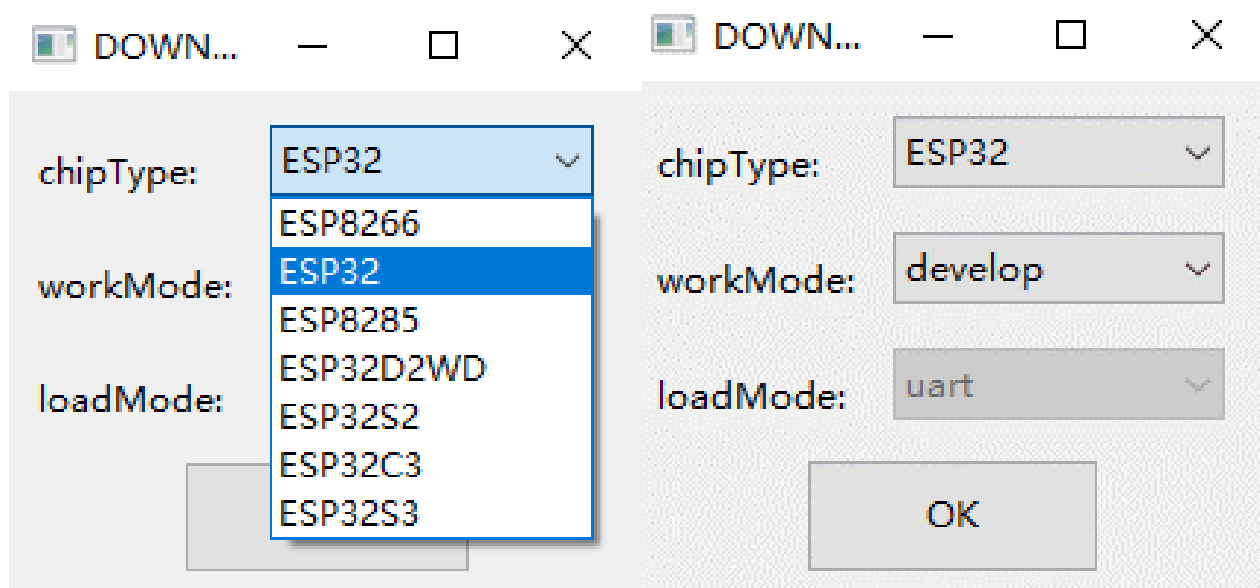 DOWN...
chipType:
ESP32
ESP8266
ESP32
ESP8285
ESP32D2WD
ESP32S2
ESP32C3
ESP32S3
workMode:
loadMode:
DOWN...
chipType:
ESP32
workMode:
develop
loadMode:
uart
OK